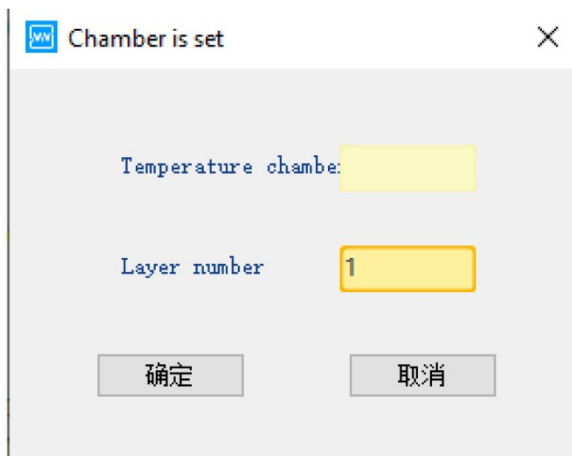 Chamber is set
Temperature chambe
Layer number 1
确定 取消